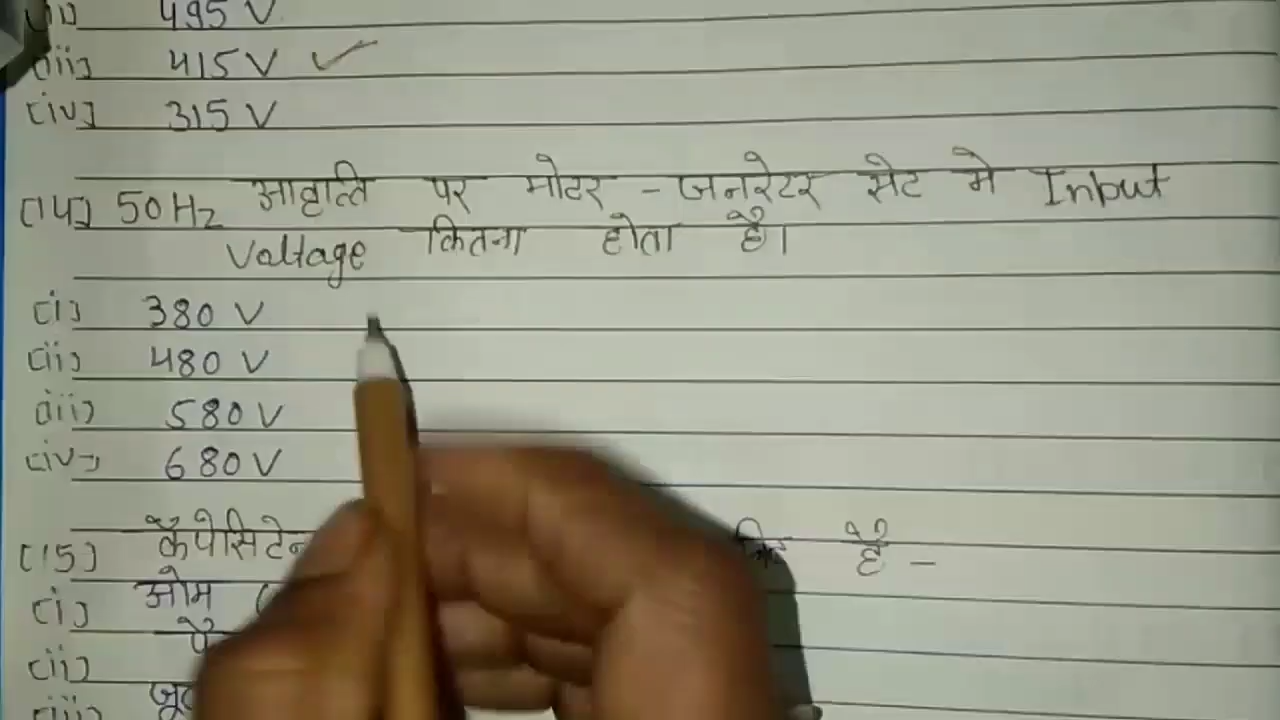 495 V
(iii) 415 V ✓
(iv) 315 V
(14) 50 Hz आवृत्ति पर मोटर - जनरेटर सेट मे Input
Voltage कितना होता है।
(i) 380 V
(ii) 480 V
(iii) 580 V
(iv) 680 V
(15) है -
(i) ओम
(ii)
(iii)